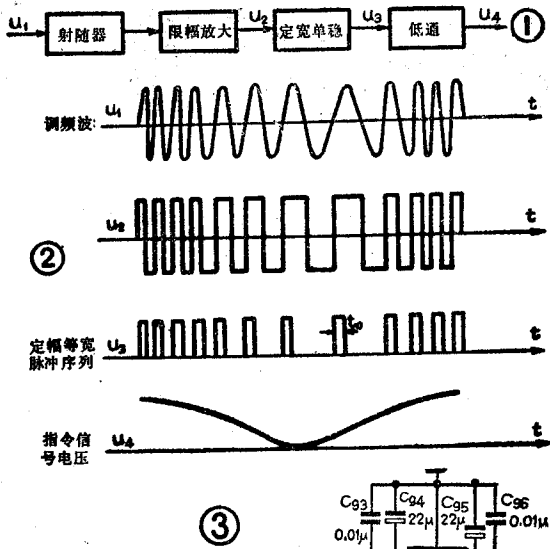 u₁ 射随器 限幅放大 u₂ 定宽单稳 u₃ 低通 u₄ ①
调频波: u₁ t
u₂ t
②
定幅等宽
脉冲序列 u₃ t₀ t
指令信
号电压 u₄ t
③
C93 0.01μ C94 22μ C95 22μ C96 0.01μ